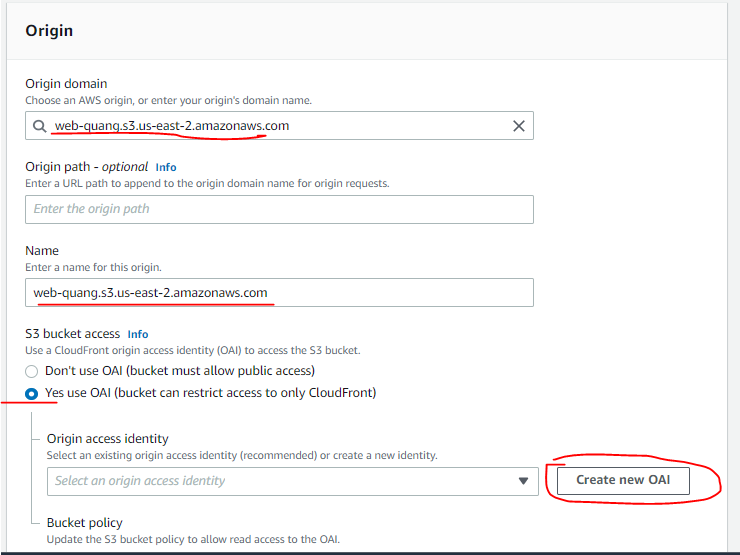 Origin
Origin domain
Choose an AWS origin, or enter your origin's domain name.
web-quang.s3.us-east-2.amazonaws.com
Origin path - optional Info
Enter a URL path to append to the origin domain name for origin requests.
Enter the origin path
Name
Enter a name for this origin.
web-quang.s3.us-east-2.amazonaws.com
S3 bucket access Info
Use a CloudFront origin access identity (OAI) to access the S3 bucket.
Don't use OAI (bucket must allow public access)
Yes use OAI (bucket can restrict access to only CloudFront)
Origin access identity
Select an existing origin access identity (recommended) or create a new identity.
Select an origin access identity
Create new OAI
Bucket policy
Update the S3 bucket policy to allow read access to the OAI.